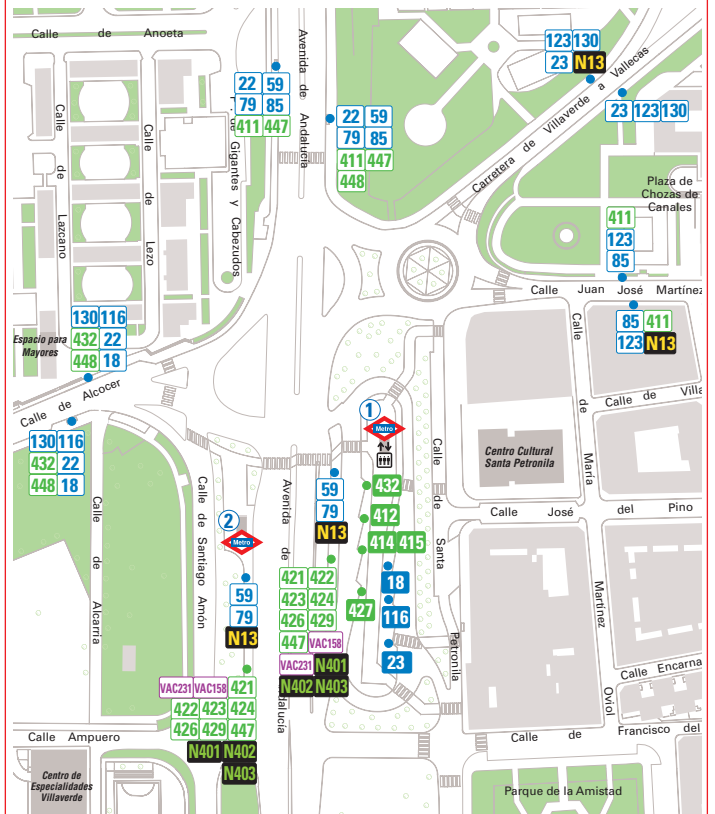 Calle de Anoeta
Avenida de Andalucía
123 130
23 N13
22 59
79 85
411 447
22 59
79 85
411 447
448
23 123 130
Carretera de Villaverde a Vallecas
Calle de Lazcano
Calle de Lezo
Gigantes y Cabezudos
Plaza de
Chozas de
Canales
411
123
85
Calle Juan José Martínez
85 411
123 N13
130 116
432 22
448 18
Espacio para
Mayores
Calle de Alcocer
130 116
432 22
448 18
Calle de Villa
1
Metro
Calle de Santa Petronila
Centro Cultural
Santa Petronila
Calle de María Martínez Oviol
Calle José del Pino
Calle de Alcarria
Calle de Santiago Amón
2
Metro
59
79
N13
Avenida de
59
79
N13
432
412
414 415
427
18
116
23
421 422
423 424
426 429
447 VAC158
VAC231 N401
N402 N403
dalucía
VAC231 VAC158 421
422 423 424
426 429 447
N401 N402
N403
Calle Encarna
Calle Ampuero
Calle de Francisco del
Centro de
Especialidades
Villaverde
Parque de la Amistad